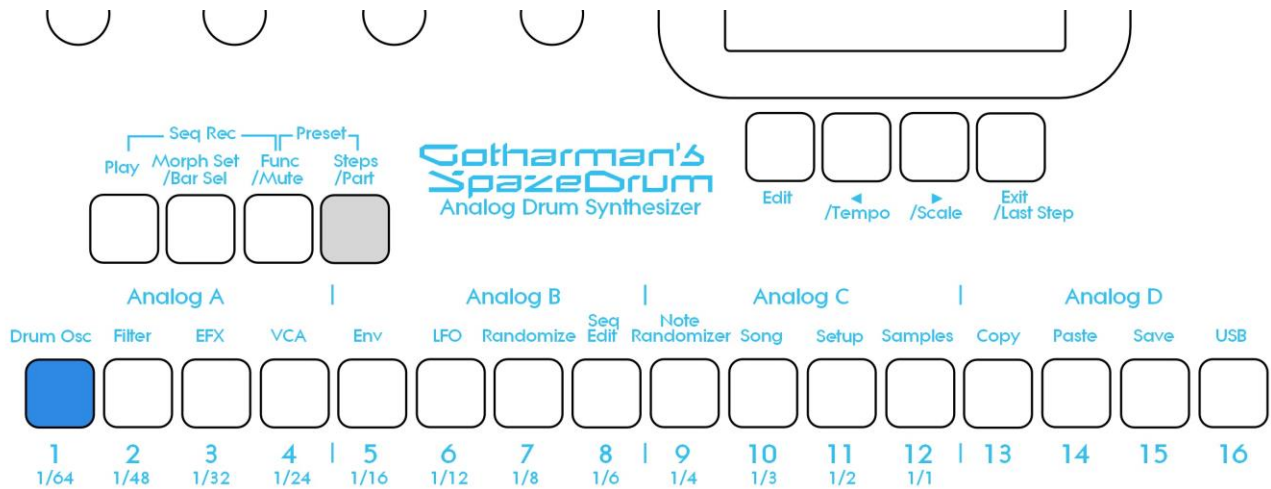 Seq Rec Preset
Play Morph Set /Bar Sel Func /Mute Steps /Part
Gotharman's
SpazeDrum
Analog Drum Synthesizer
Edit ◄ /Tempo ► /Scale Exit /Last Step
Analog A | Analog B | Analog C | Analog D
Drum Osc Filter EFX VCA Env LFO Randomize Seq Edit Note Randomizer Song Setup Samples Copy Paste Save USB
1 2 3 4 | 5 6 7 8 | 9 10 11 12 | 13 14 15 16
1/64 1/48 1/32 1/24 1/16 1/12 1/8 1/6 1/4 1/3 1/2 1/1